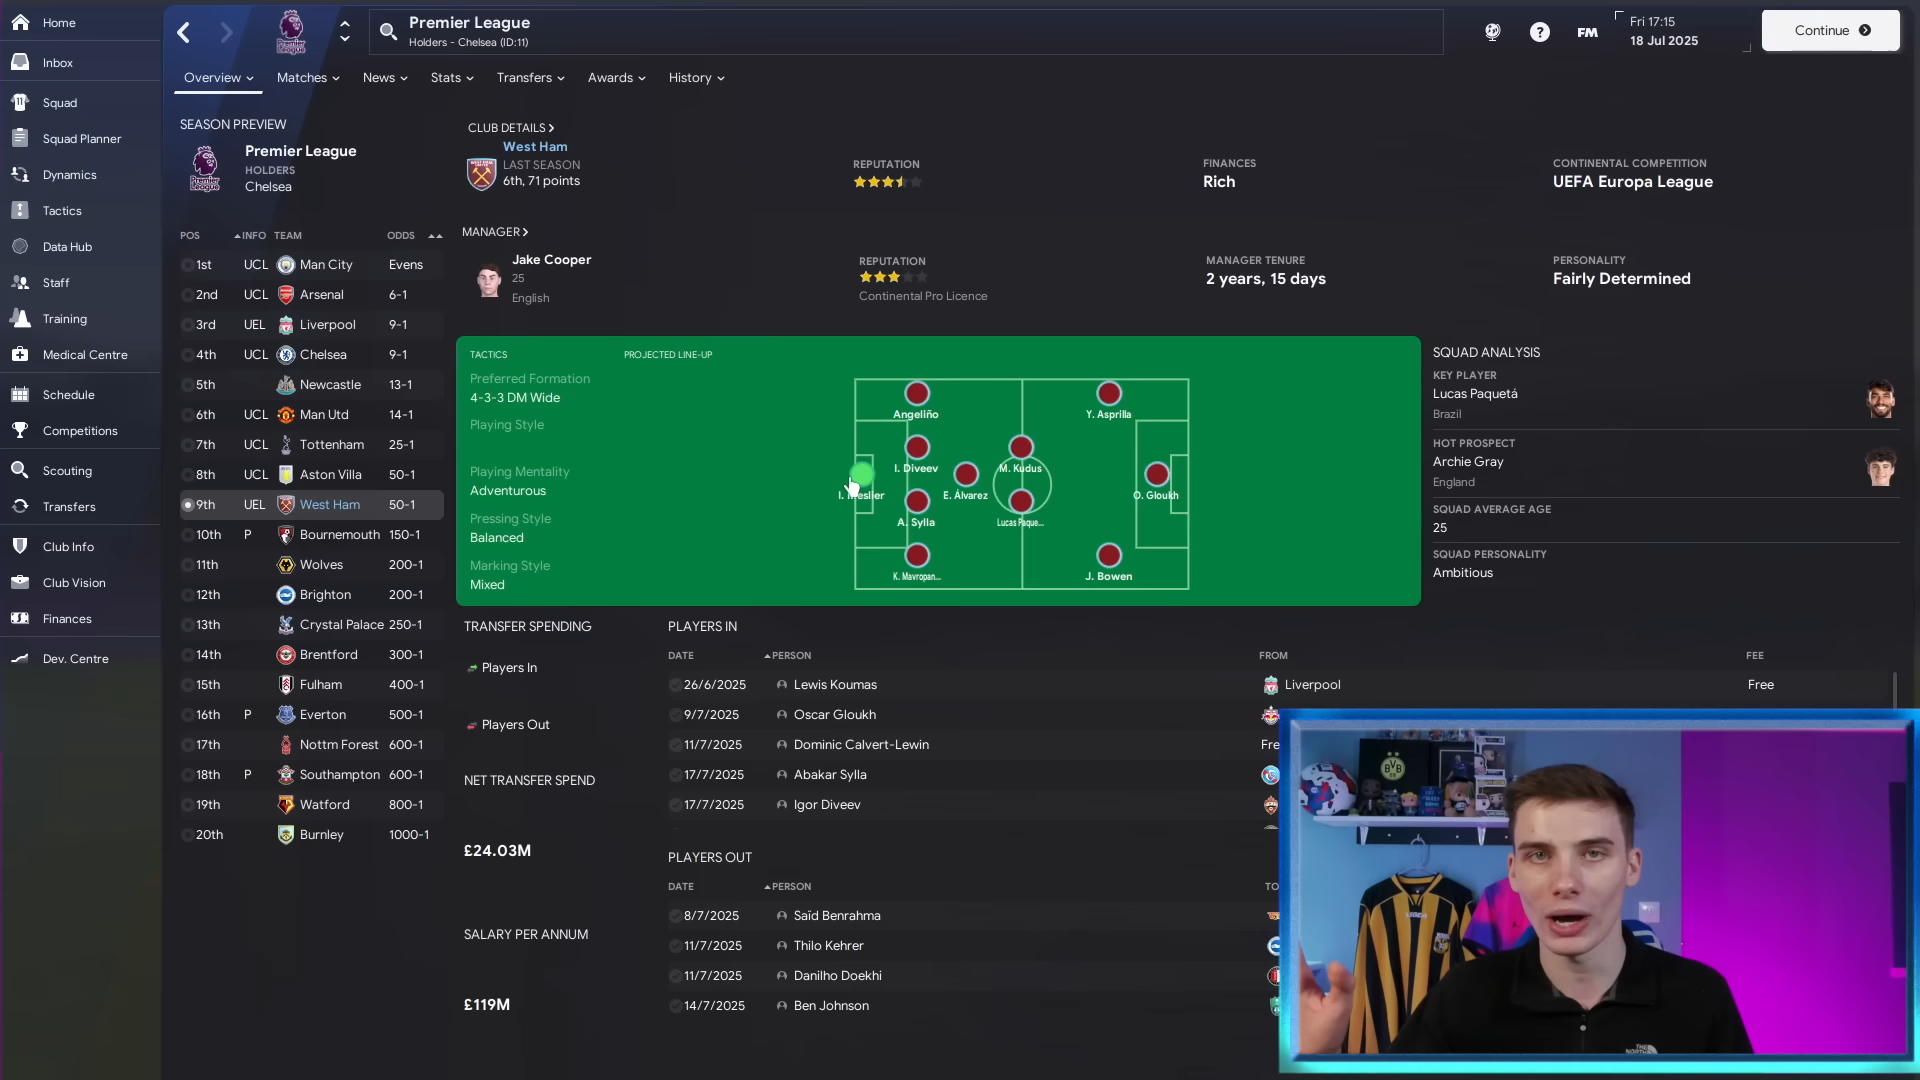 Home
Inbox
Squad
Squad Planner
Dynamics
Tactics
Data Hub
Staff
Training
Medical Centre
Schedule
Competitions
Scouting
Transfers
Club Info
Club Vision
Finances
Dev. Centre
Premier League
Holders - Chelsea (ID:11)
FM
Fri 17:15
18 Jul 2025
Continue
Overview
Matches
News
Stats
Transfers
Awards
History
SEASON PREVIEW
Premier League
HOLDERS
Chelsea
POS INFO TEAM ODDS
1st UCL Man City Evens
2nd UCL Arsenal 6-1
3rd UEL Liverpool 9-1
4th UCL Chelsea 9-1
5th Newcastle 13-1
6th UCL Man Utd 14-1
7th UCL Tottenham 25-1
8th UCL Aston Villa 50-1
9th UEL West Ham 50-1
10th P Bournemouth 150-1
11th Wolves 200-1
12th Brighton 200-1
13th Crystal Palace 250-1
14th Brentford 300-1
15th Fulham 400-1
16th P Everton 500-1
17th Nottm Forest 600-1
18th P Southampton 600-1
19th Watford 800-1
20th Burnley 1000-1
CLUB DETAILS >
West Ham
LAST SEASON
6th, 71 points
REPUTATION
FINANCES
Rich
CONTINENTAL COMPETITION
UEFA Europa League
MANAGER >
Jake Cooper
25
English
REPUTATION
Continental Pro Licence
MANAGER TENURE
2 years, 15 days
PERSONALITY
Fairly Determined
TACTICS
Preferred Formation
4-3-3 DM Wide
Playing Style
Playing Mentality
Adventurous
Pressing Style
Balanced
Marking Style
Mixed
PROJECTED LINE-UP
Angeliño
Y. Asprilla
I. Diveev
M. Kudus
E. Álvarez
O. Gloukh
A. Sylla
Lucas Paque...
K. Mavropan...
J. Bowen
SQUAD ANALYSIS
KEY PLAYER
Lucas Paquetá
Brazil
HOT PROSPECT
Archie Gray
England
SQUAD AVERAGE AGE
25
SQUAD PERSONALITY
Ambitious
TRANSFER SPENDING
Players In
Players Out
NET TRANSFER SPEND
£24.03M
SALARY PER ANNUM
£119M
PLAYERS IN
DATE PERSON FROM FEE
26/6/2025 Lewis Koumas Liverpool Free
9/7/2025 Oscar Gloukh
11/7/2025 Dominic Calvert-Lewin Fre
17/7/2025 Abakar Sylla
17/7/2025 Igor Diveev
PLAYERS OUT
DATE PERSON TO
8/7/2025 Saïd Benrahma
11/7/2025 Thilo Kehrer
11/7/2025 Danilho Doekhi
14/7/2025 Ben Johnson
BVB
09
THE
NORTH